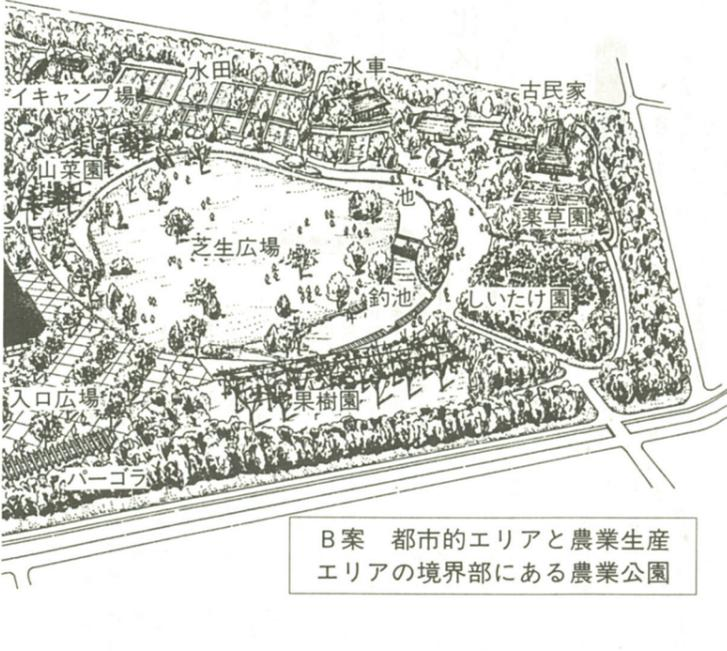 水田
水車
古民家
デイキャンプ場
山菜園
池
薬草園
芝生広場
釣池
しいたけ園
入口広場
果樹園
パーゴラ
B案 都市的エリアと農業生産
エリアの境界部にある農業公園